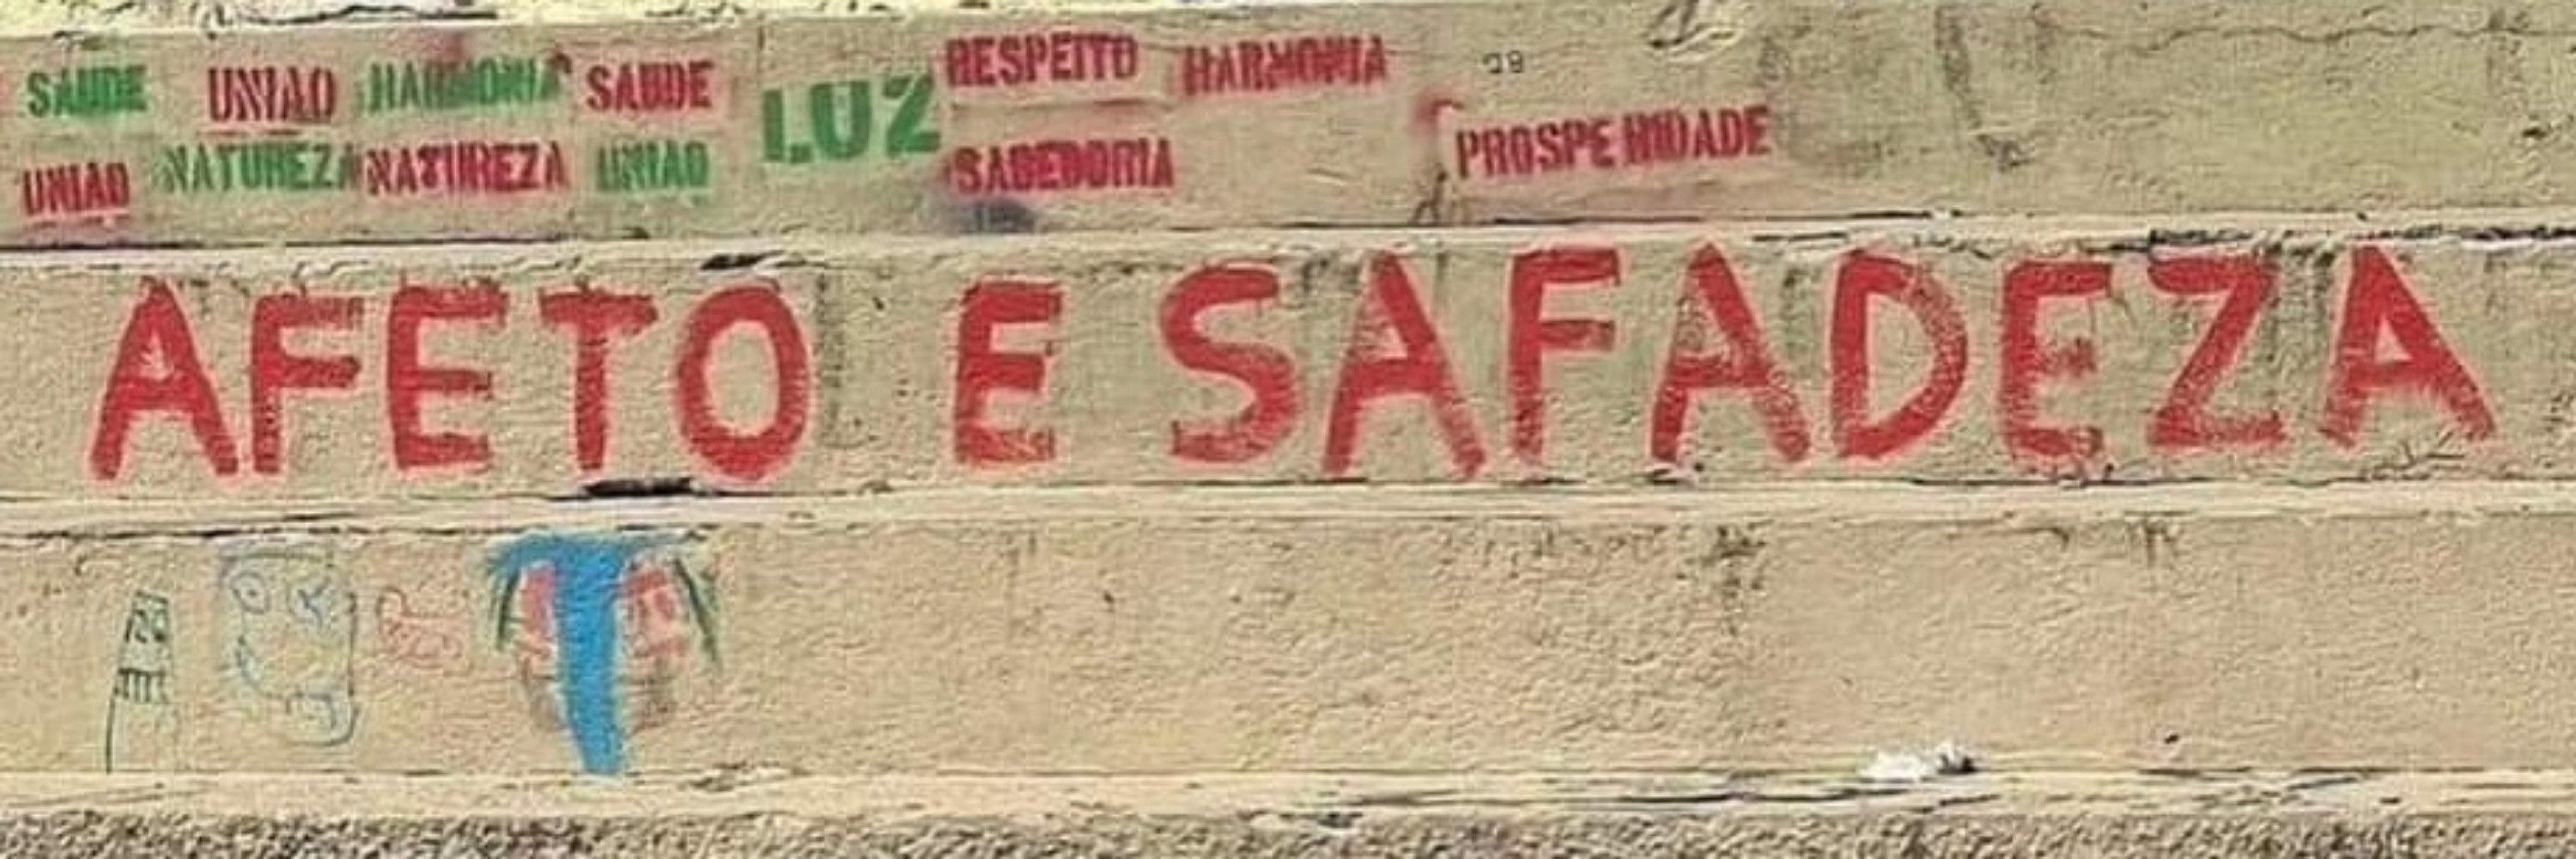 SAUDE UNIAO HARMONIA SAUDE LUZ RESPEITO HARMONIA
UNIAO NATUREZA NATUREZA UNIAO SABEDORIA PROSPERIDADE
AFETO E SAFADEZA